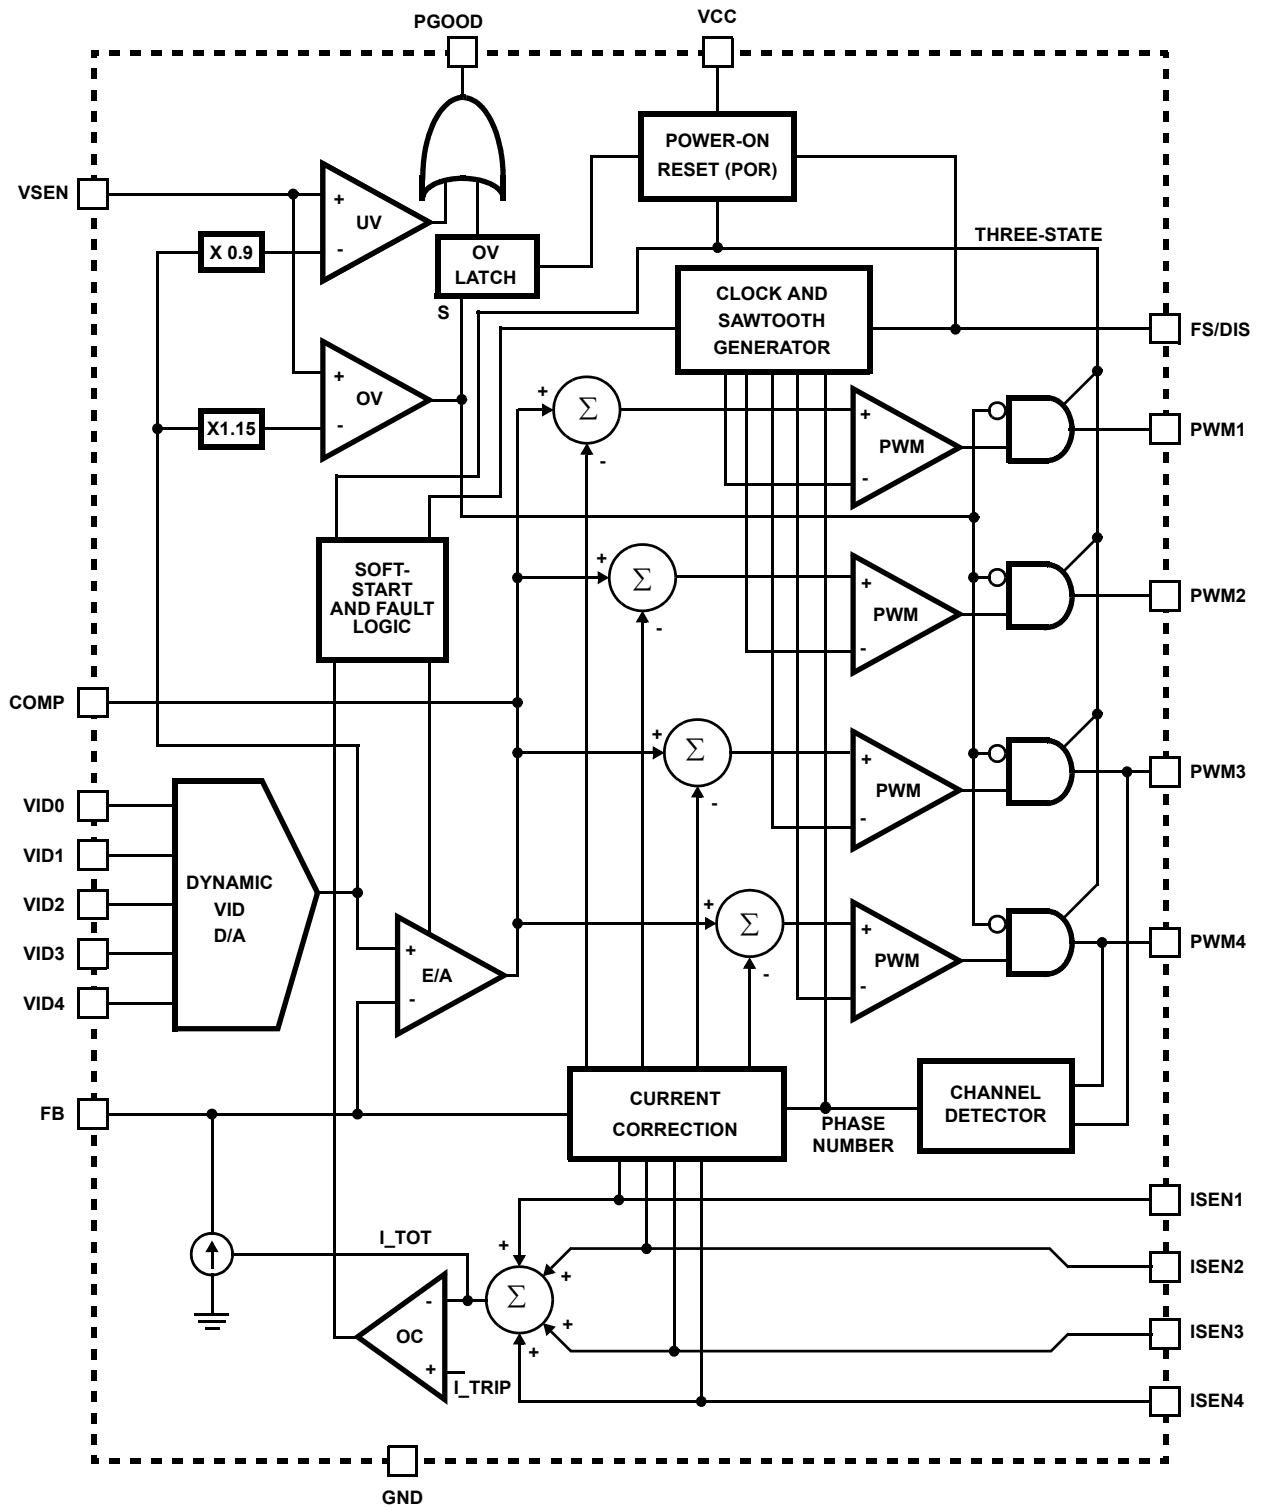 PGOOD
VCC
POWER-ON
RESET (POR)
VSEN
+
UV
-
X 0.9
OV
LATCH
S
THREE-STATE
CLOCK AND
SAWTOOTH
GENERATOR
FS/DIS
+
OV
-
X1.15
+
Σ
-
+
PWM
-
PWM1
SOFT-
START
AND FAULT
LOGIC
+
Σ
-
+
PWM
-
PWM2
COMP
+
Σ
-
+
PWM
-
PWM3
VID0
VID1
VID2
VID3
VID4
DYNAMIC
VID
D/A
+
E/A
-
+
Σ
-
+
PWM
-
PWM4
FB
CURRENT
CORRECTION
PHASE
NUMBER
CHANNEL
DETECTOR
ISEN1
I_TOT
+
+
Σ
+
+
ISEN2
-
OC
+
I_TRIP
ISEN3
ISEN4
GND